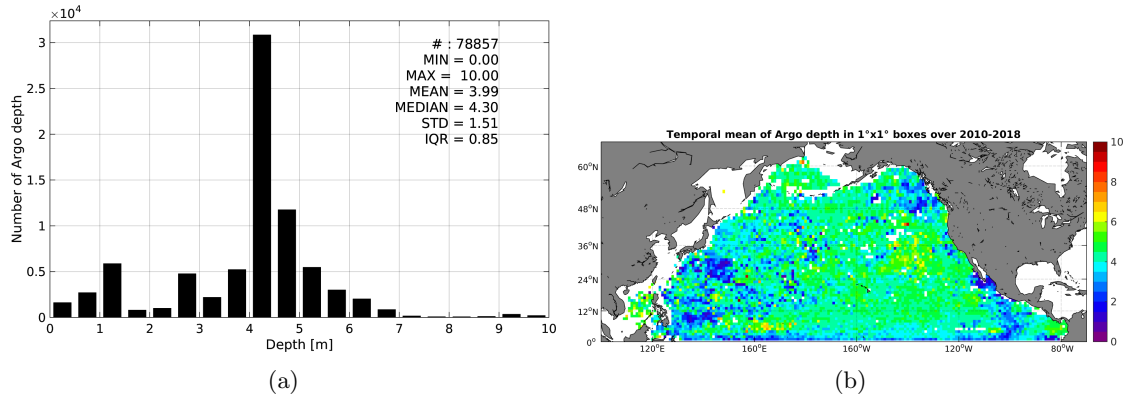 ×10⁴
3
2.5
2
1.5
1
0.5
0
0 1 2 3 4 5 6 7 8 9 10
Number of Argo depth
Depth [m]
# : 78857
MIN = 0.00
MAX = 10.00
MEAN = 3.99
MEDIAN = 4.30
STD = 1.51
IQR = 0.85
(a)
Temporal mean of Argo depth in 1°x1° boxes over 2010-2018
60°N
48°N
36°N
24°N
12°N
0°
120°E 160°E 160°W 120°W 80°W
10
8
6
4
2
0
(b)